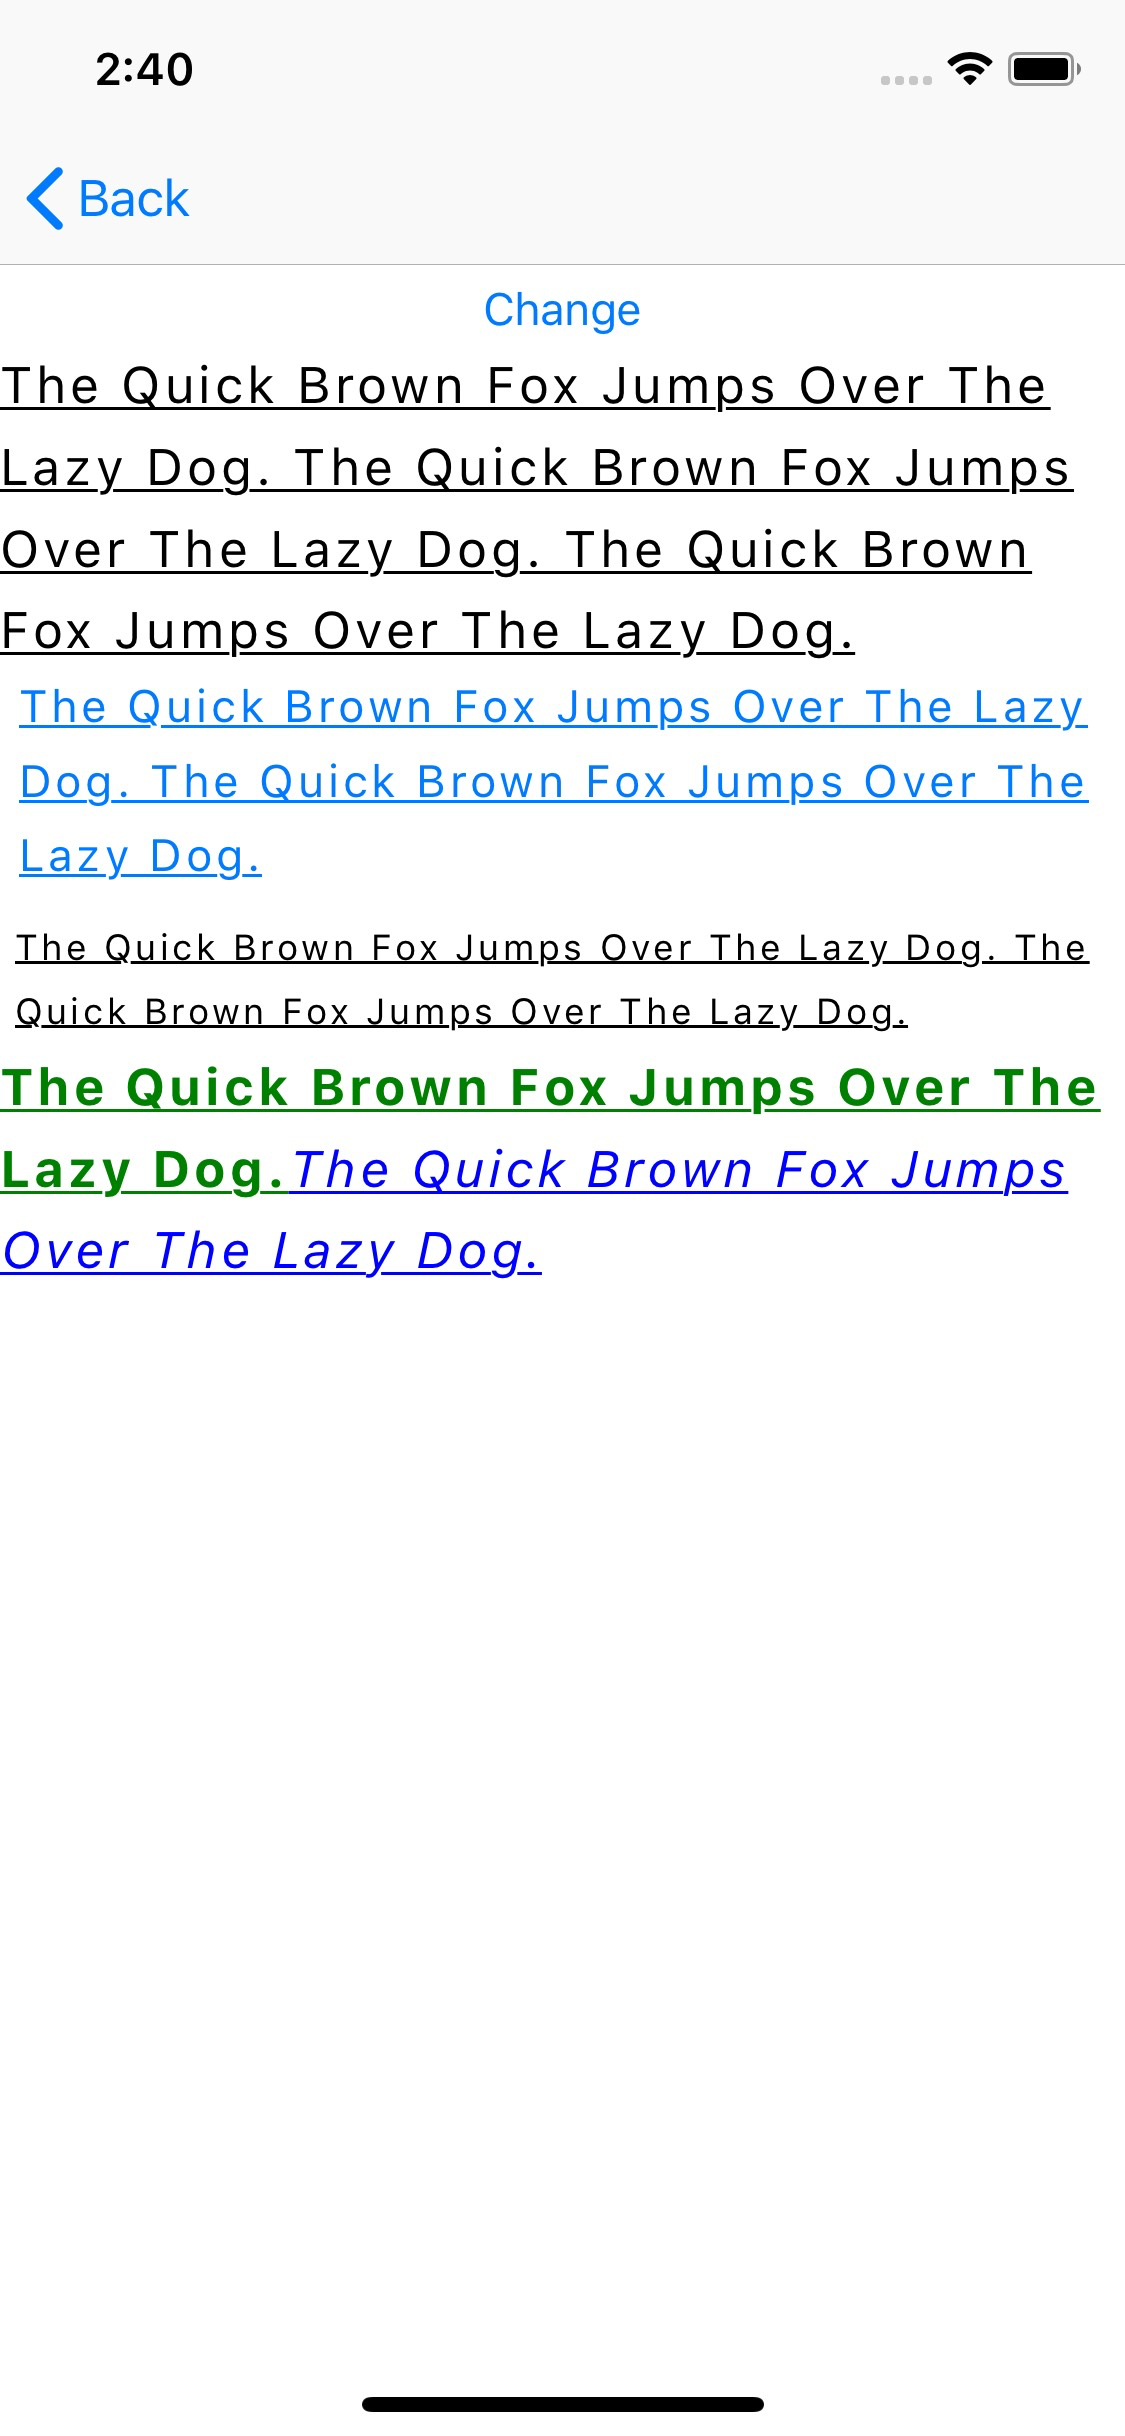 2:40
Back
Change
The Quick Brown Fox Jumps Over The
Lazy Dog. The Quick Brown Fox Jumps
Over The Lazy Dog. The Quick Brown
Fox Jumps Over The Lazy Dog.
The Quick Brown Fox Jumps Over The Lazy
Dog. The Quick Brown Fox Jumps Over The
Lazy Dog.
The Quick Brown Fox Jumps Over The Lazy Dog. The
Quick Brown Fox Jumps Over The Lazy Dog.
The Quick Brown Fox Jumps Over The
Lazy Dog.The Quick Brown Fox Jumps
Over The Lazy Dog.